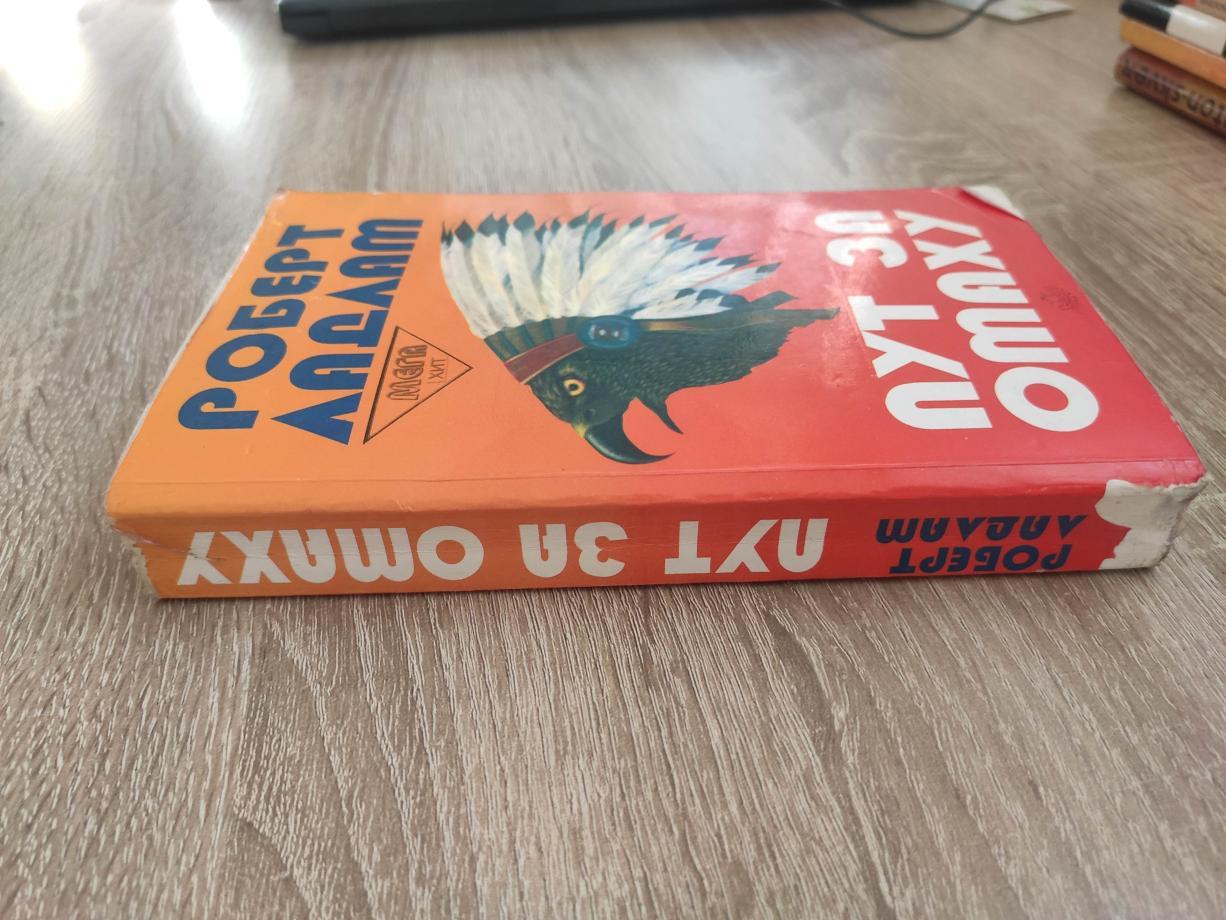 РОБЕРТ
ЛАДЛАМ
МЕГА
ХИТ
ПУТ ЗА
ОМАХУ
РОБЕРТ
ЛАДЛАМ
ПУТ ЗА ОМАХУ